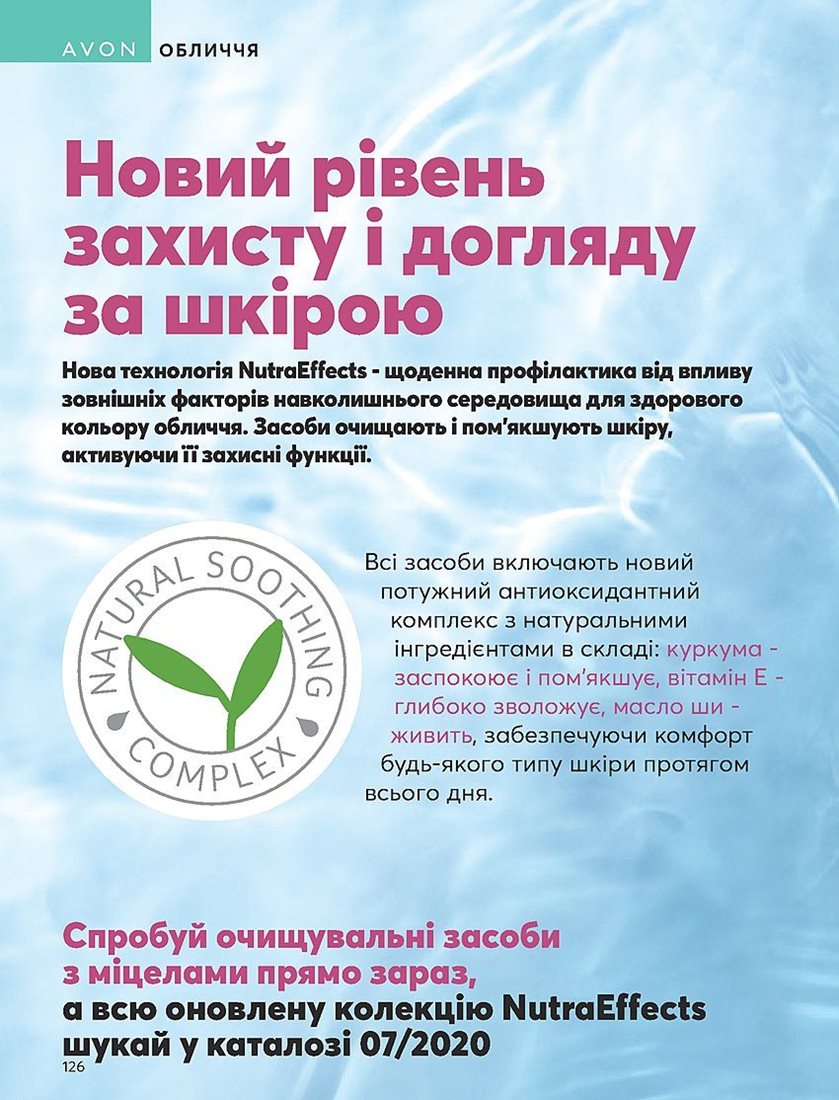 AVON ОБЛИЧЧЯ
Новий рівень
захисту і догляду
за шкірою
Нова технологія NutraEffects - щоденна профілактика від впливу
зовнішніх факторів навколишнього середовища для здорового
кольору обличчя. Засоби очищають і пом'якшують шкіру,
активуючи її захисні функції.
NATURAL SOOTHING
COMPLEX
Всі засоби включають новий
потужний антиоксидантний
комплекс з натуральними
інгредієнтами в складі: куркума -
заспокоює і пом'якшує, вітамін Е -
глибоко зволожує, масло ши -
живить, забезпечуючи комфорт
будь-якого типу шкіри протягом
всього дня.
Спробуй очищувальні засоби
з міцелами прямо зараз,
а всю оновлену колекцію NutraEffects
шукай у каталозі 07/2020
126